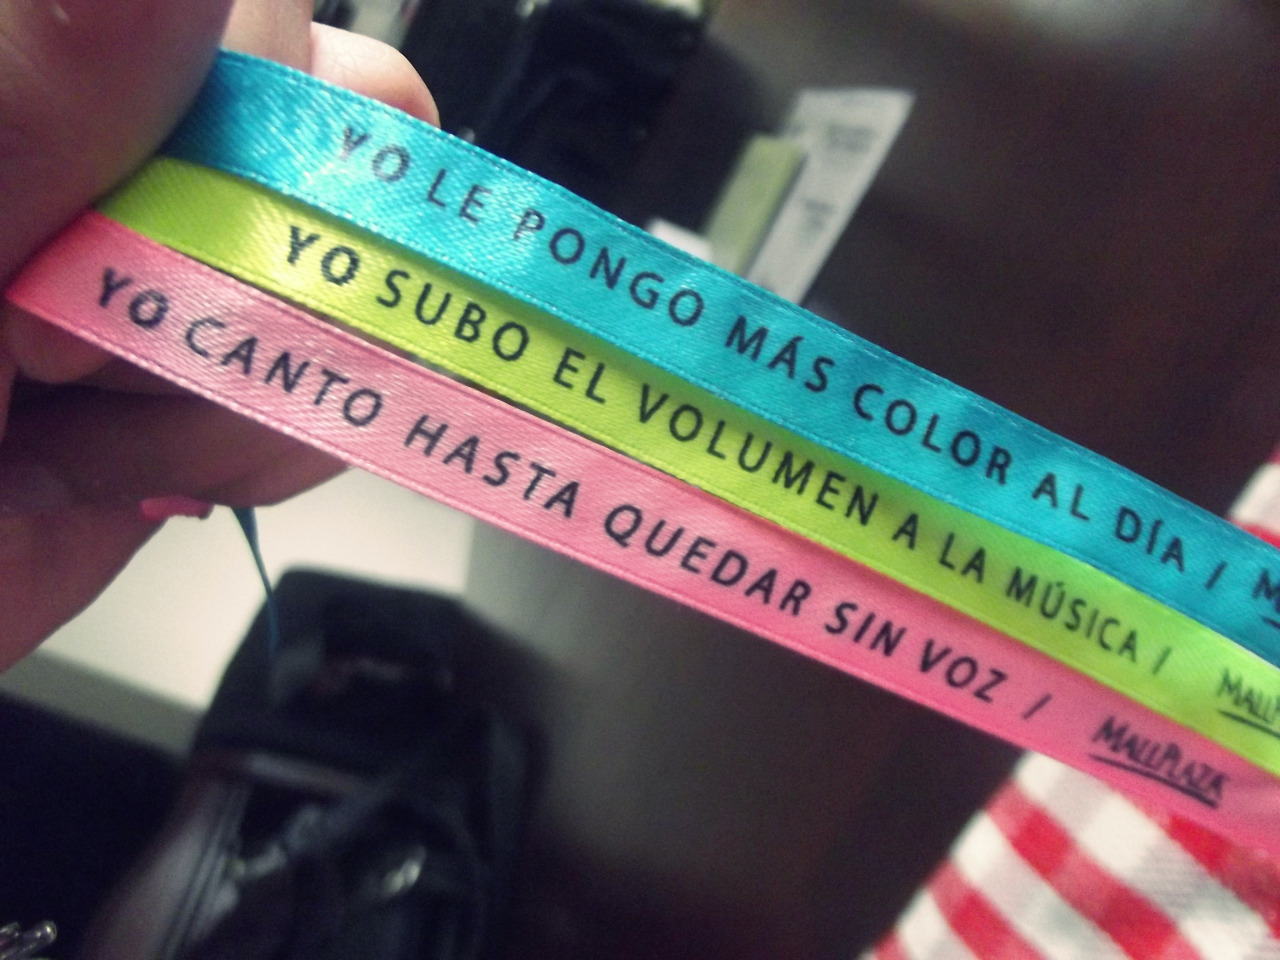 YO LE PONGO MÁS COLOR AL DÍA /
YO SUBO EL VOLUMEN A LA MÚSICA / MALL
YO CANTO HASTA QUEDAR SIN VOZ / MALLPLAZA